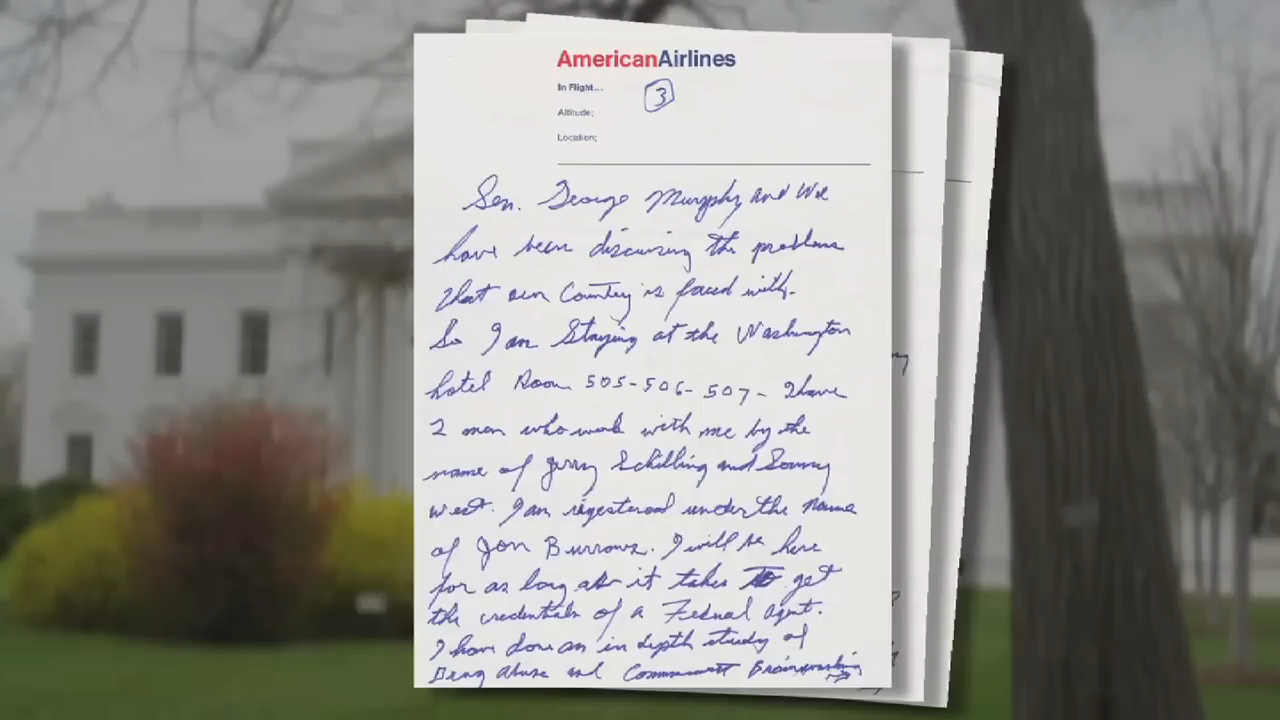 AmericanAirlines
In Flight...
3
Altitude;
Location;
Sen. George Murphy and We
have been discussing the problems
that our Country is faced with.
So I am Staying at the Washington
hotel Room 505-506-507- I have
2 men who work with me by the
name of Jerry Schilling and Sonny
West. I am registered under the name
of Jon Burrows. I will be here
for as long as it takes to get
the credentials of a Federal Agent.
I have done an in depth study of
Drug Abuse and Communist Brainwashing